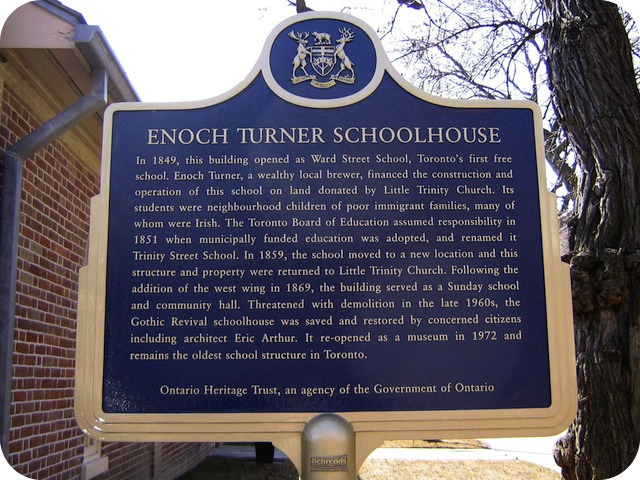 ENOCH TURNER SCHOOLHOUSE
In 1849, this building opened as Ward Street School, Toronto's first free
school. Enoch Turner, a wealthy local brewer, financed the construction and
operation of this school on land donated by Little Trinity Church. Its
students were neighbourhood children of poor immigrant families, many of
whom were Irish. The Toronto Board of Education assumed responsibility in
1851 when municipally funded education was adopted, and renamed it
Trinity Street School. In 1859, the school moved to a new location and this
structure and property were returned to Little Trinity Church. Following the
addition of the west wing in 1869, the building served as a Sunday school
and community hall. Threatened with demolition in the late 1960s, the
Gothic Revival schoolhouse was saved and restored by concerned citizens
including architect Eric Arthur. It re-opened as a museum in 1972 and
remains the oldest school structure in Toronto.
Ontario Heritage Trust, an agency of the Government of Ontario
Behrends